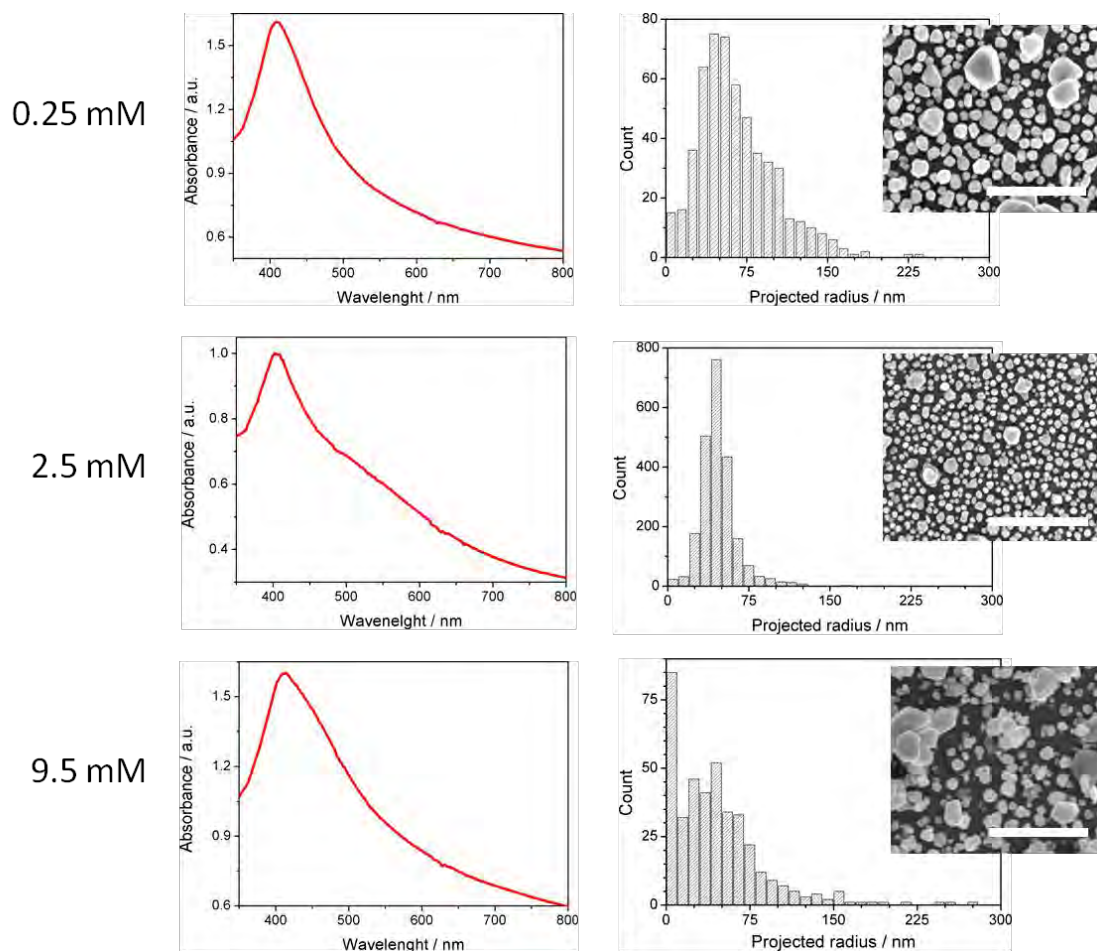 0.25 mM
Absorbance / a.u.
1.5
1.2
0.9
0.6
400 500 600 700 800
Wavelenght / nm
Count
80
60
40
20
0
0 75 150 225 300
Projected radius / nm
2.5 mM
Absorbance / a.u.
1.0
0.8
0.6
0.4
400 500 600 700 800
Wavenelght / nm
Count
800
600
400
200
0
0 75 150 225 300
Projected radius / nm
9.5 mM
Absorbance / a.u.
1.5
1.2
0.9
0.6
400 500 600 700 800
Wavelenght / nm
Count
75
50
25
0
0 75 150 225 300
Projected radius / nm